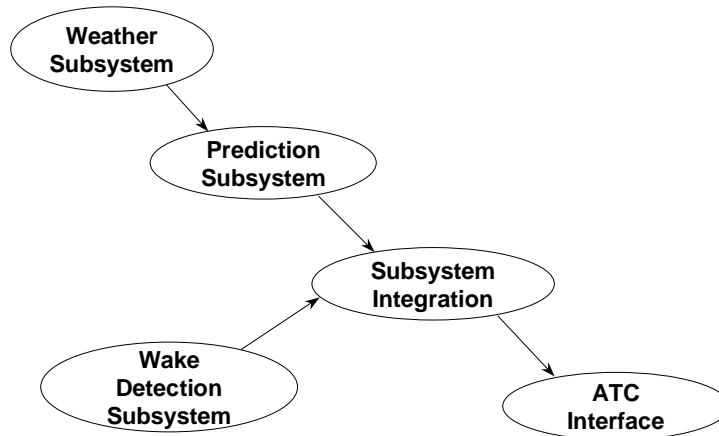 Weather
Subsystem
Prediction
Subsystem
Subsystem
Integration
Wake
Detection
Subsystem
ATC
Interface